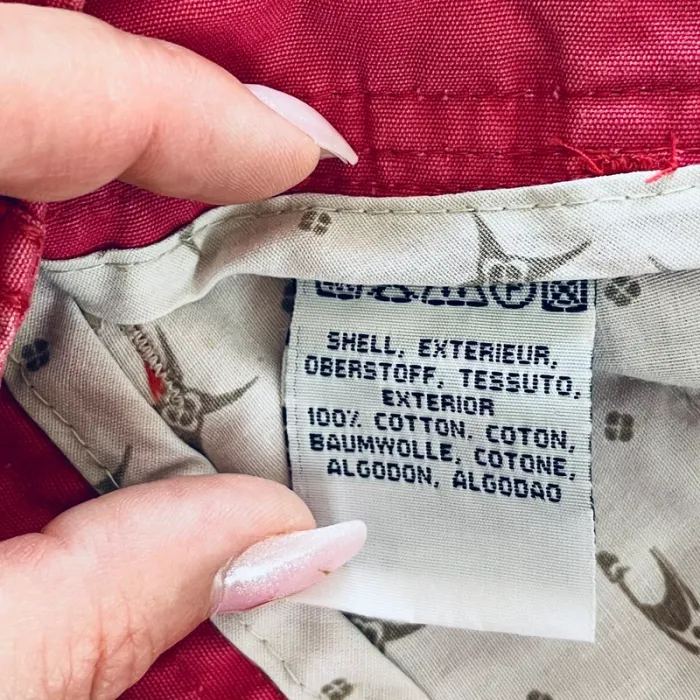 SHELL, EXTERIEUR,
OBERSTOFF, TESSUTO,
EXTERIOR
100% COTTON, COTON,
BAUMWOLLE, COTONE,
ALGODON, ALGODAO